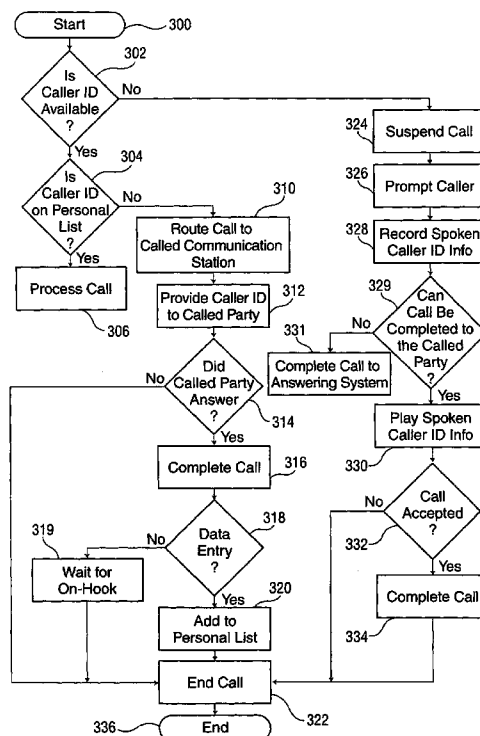 Start
300
302
Is
Caller ID
Available
?
No
Yes
304
Is
Caller ID
on Personal
List
?
No
Yes
Process Call
306
310
Route Call to
Called Communication
Station
312
Provide Caller ID
to Called Party
Did
Called Party
Answer
?
No
314
Yes
Complete Call
316
318
Data
Entry
?
No
319
Wait for
On-Hook
Yes
320
Add to
Personal List
End Call
322
336
End
324
Suspend Call
326
Prompt Caller
328
Record Spoken
Caller ID Info
329
Can
Call Be
Completed to
the Called
Party
?
No
331
Complete Call to
Answering System
Yes
Play Spoken
Caller ID Info
330
Call
Accepted
?
No
332
Yes
Complete Call
334